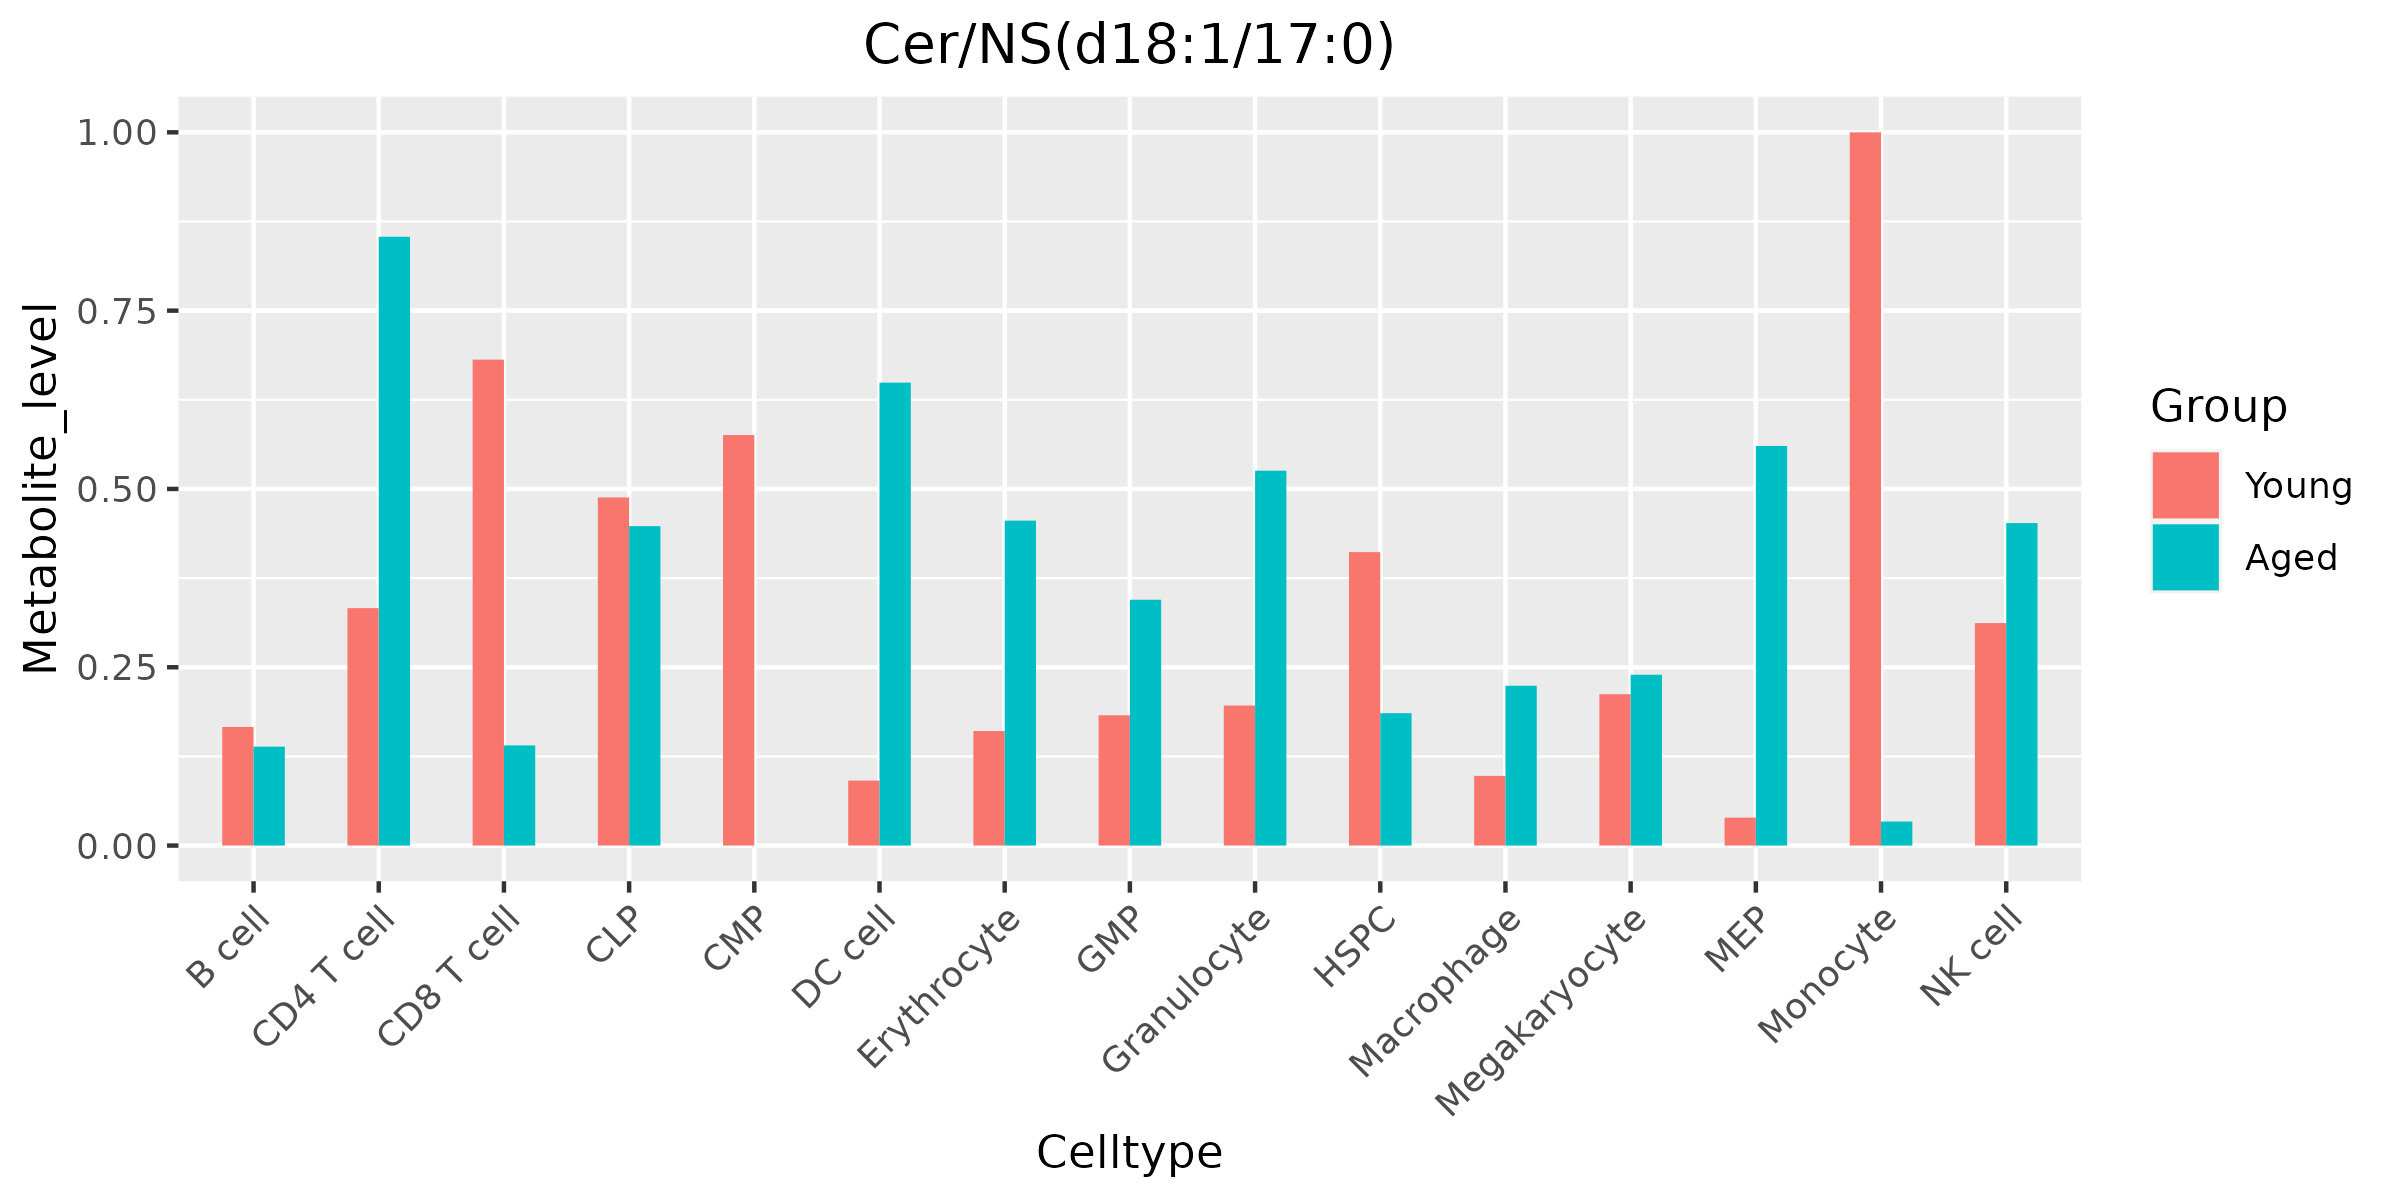 Cer/NS(d18:1/17:0)
Metabolite_level
1.00
0.75
0.50
0.25
0.00
B cell
CD4 T cell
CD8 T cell
CLP
CMP
DC cell
Erythrocyte
GMP
Granulocyte
HSPC
Macrophage
Megakaryocyte
MEP
Monocyte
NK cell
Celltype
Group
Young
Aged